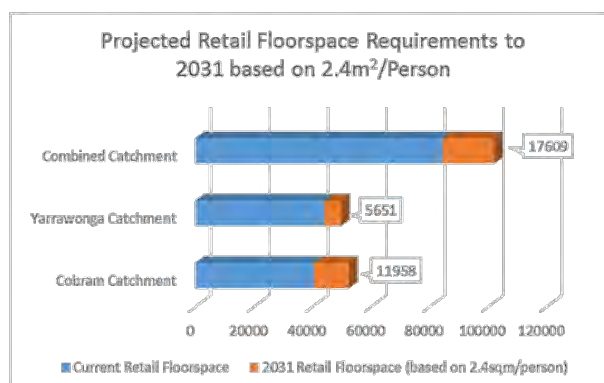 Projected Retail Floorspace Requirements to
2031 based on 2.4m²/Person
Combined Catchment
17609
Yarrawonga Catchment
5651
Cobram Catchment
11958
0 20000 40000 60000 80000 100000 120000
Current Retail Floorspace 2031 Retail Floorspace (based on 2.4sqm/person)